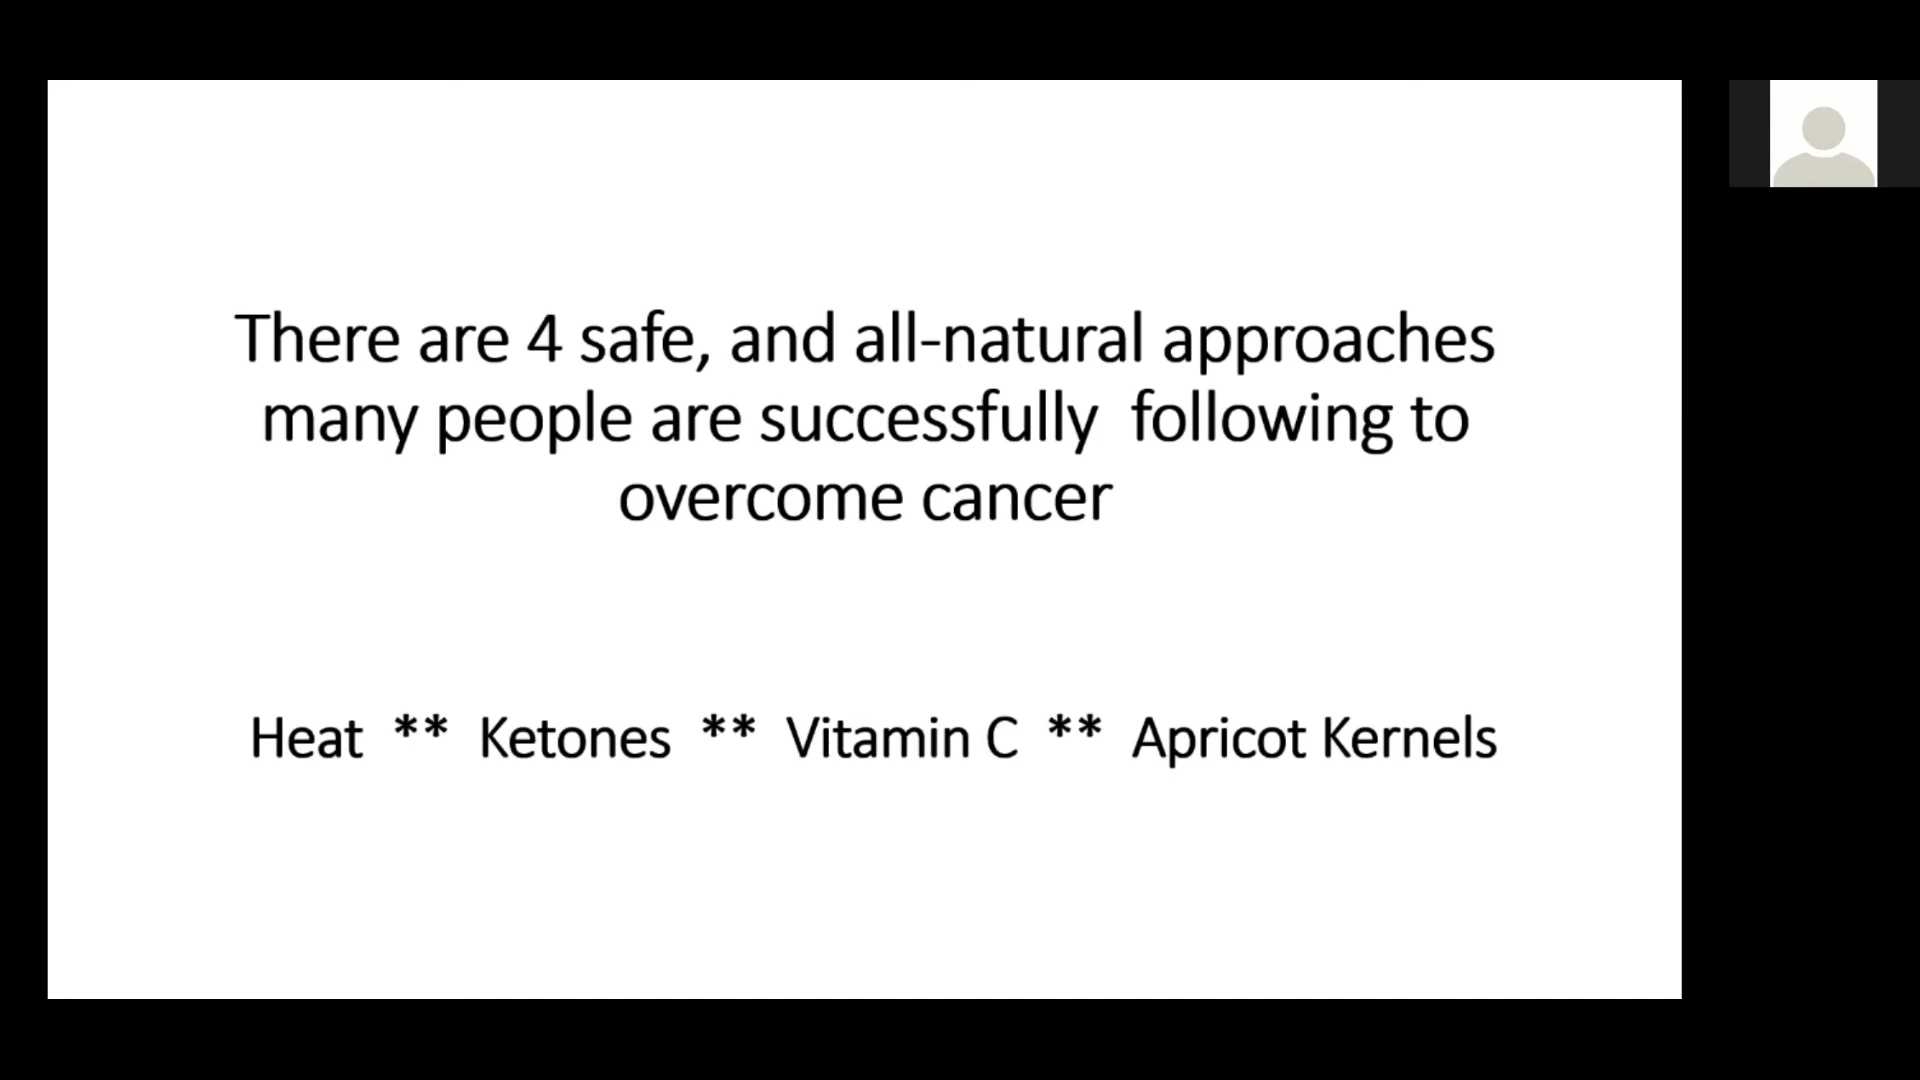 There are 4 safe, and all-natural approaches
many people are successfully  following to
overcome cancer
Heat  **  Ketones  **  Vitamin C  **  Apricot Kernels